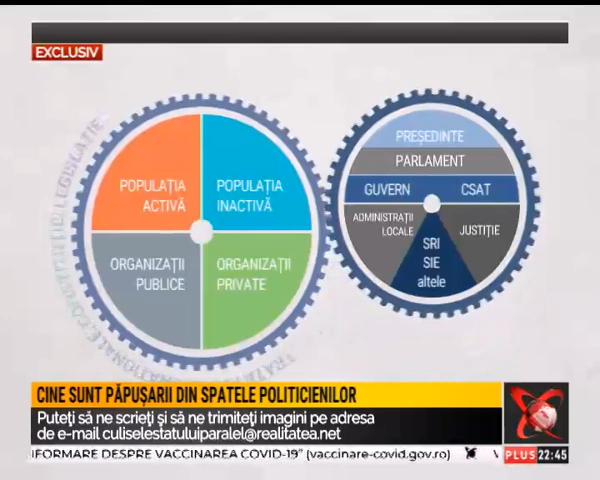 EXCLUSIV
LEGISLAȚIE
POPULAȚIA
ACTIVĂ
POPULAȚIA
INACTIVĂ
ORGANIZAȚII
PUBLICE
ORGANIZAȚII
PRIVATE
PREȘEDINTE
PARLAMENT
GUVERN
CSAT
ADMINISTRAȚII
LOCALE
JUSTIȚIE
SRI
SIE
altele
CINE SUNT PĂPUȘARII DIN SPATELE POLITICIENILOR
Puteți să ne scrieți și să ne trimiteți imagini pe adresa
de e-mail culiselestatuluiparalel@realitatea.net
IFORMARE DESPRE VACCINAREA COVID-19" (vaccinare-covid.gov.ro)
PLUS 22:45